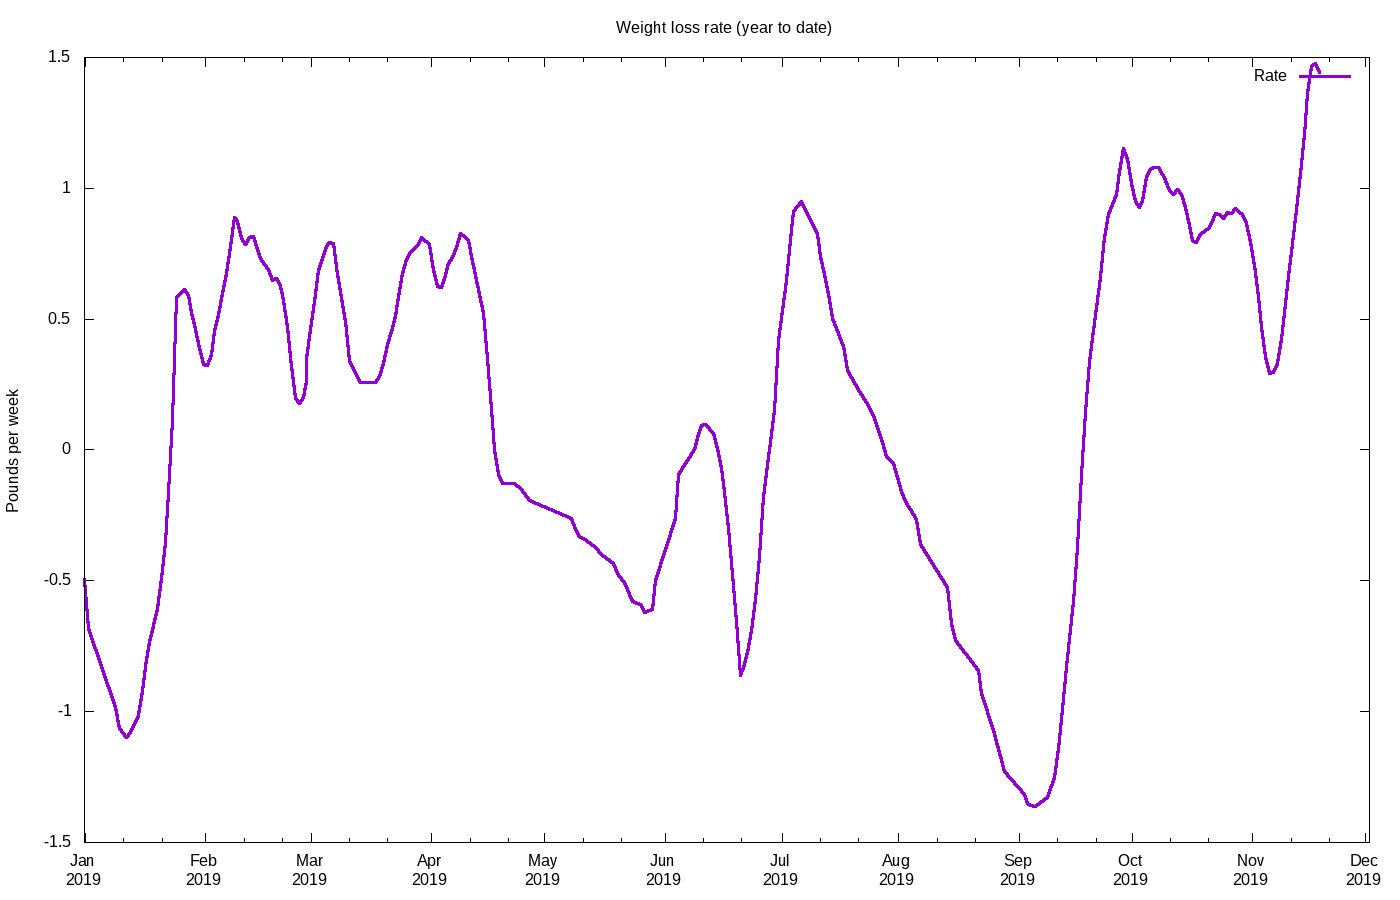 Weight loss rate (year to date)
Rate
Pounds per week
1.5
1
0.5
0
-0.5
-1
-1.5
Jan Feb Mar Apr May Jun Jul Aug Sep Oct Nov Dec
2019 2019 2019 2019 2019 2019 2019 2019 2019 2019 2019 2019